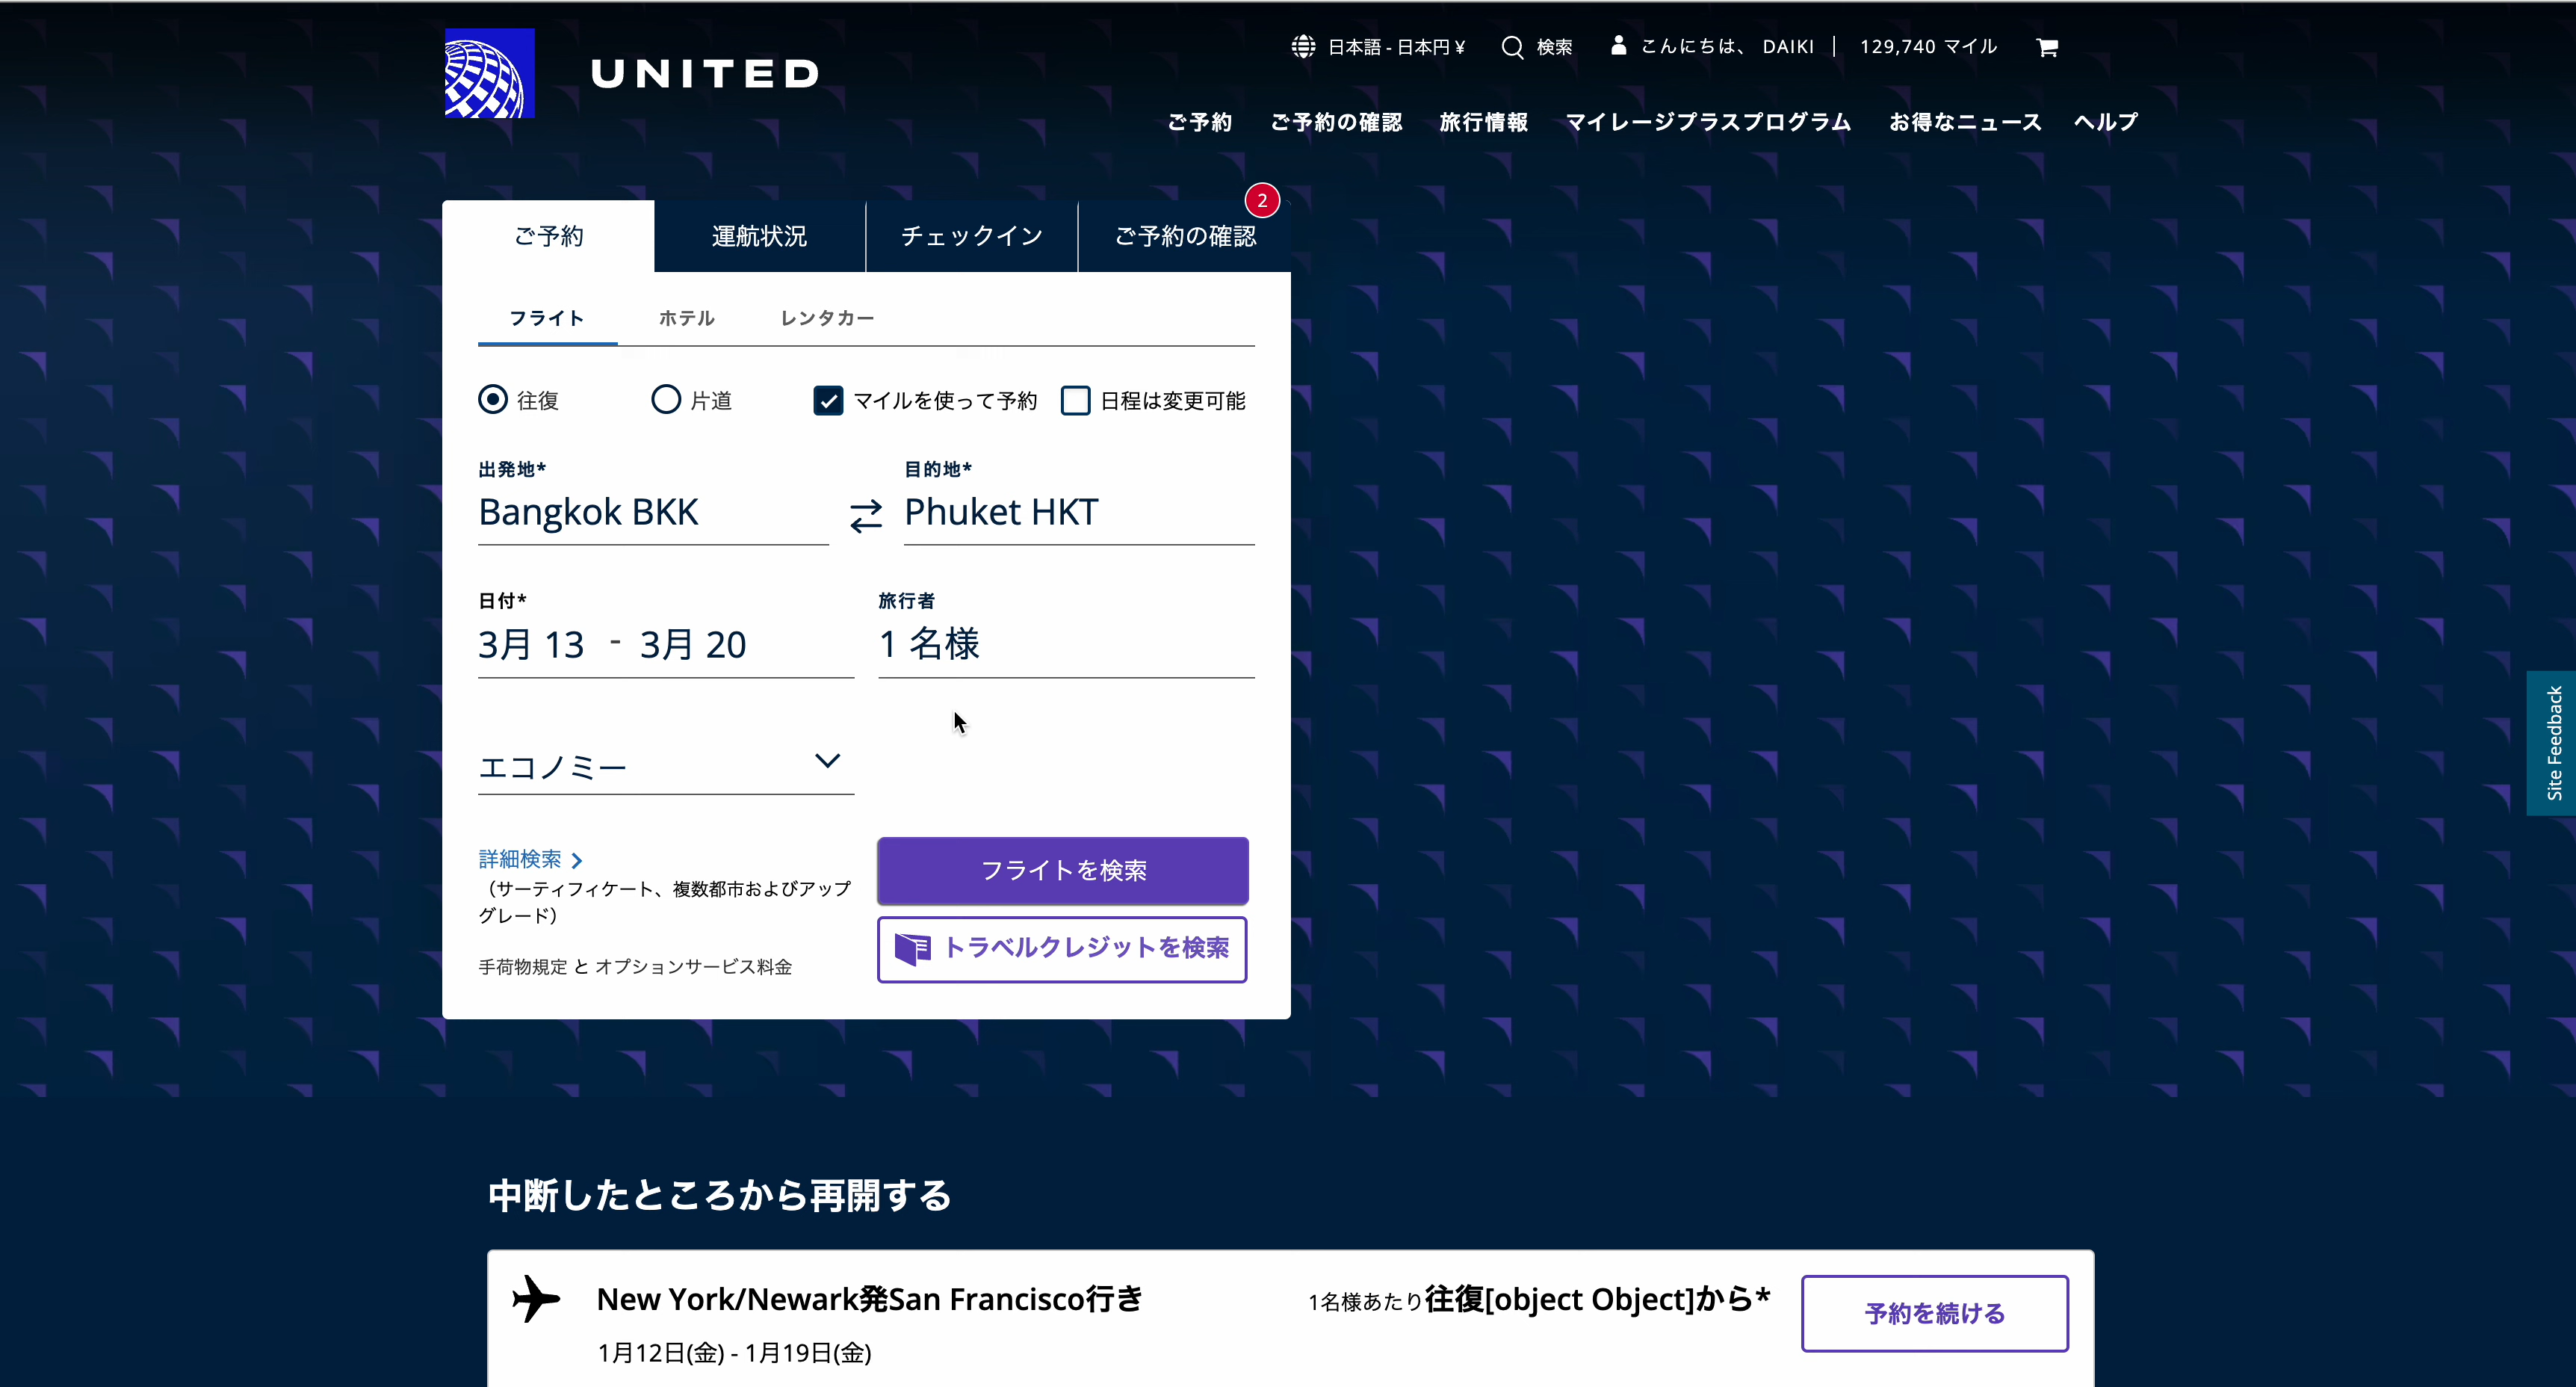 UNITED
日本語 - 日本円 ¥ 検索 こんにちは、 DAIKI 129,740 マイル
ご予約 ご予約の確認 旅行情報 マイレージプラスプログラム お得なニュース ヘルプ
2
ご予約 運航状況 チェックイン ご予約の確認
フライト ホテル レンタカー
往復 片道 マイルを使って予約 日程は変更可能
出発地* 目的地*
Bangkok BKK Phuket HKT
日付* 旅行者
3月 13 - 3月 20 1 名様
エコノミー
詳細検索
（サーティフィケート、複数都市およびアップ
グレード）
フライトを検索
トラベルクレジットを検索
手荷物規定 と オプションサービス料金
Site Feedback
中断したところから再開する
New York/Newark発San Francisco行き 1名様あたり往復[object Object]から* 予約を続ける
1月12日(金) - 1月19日(金)